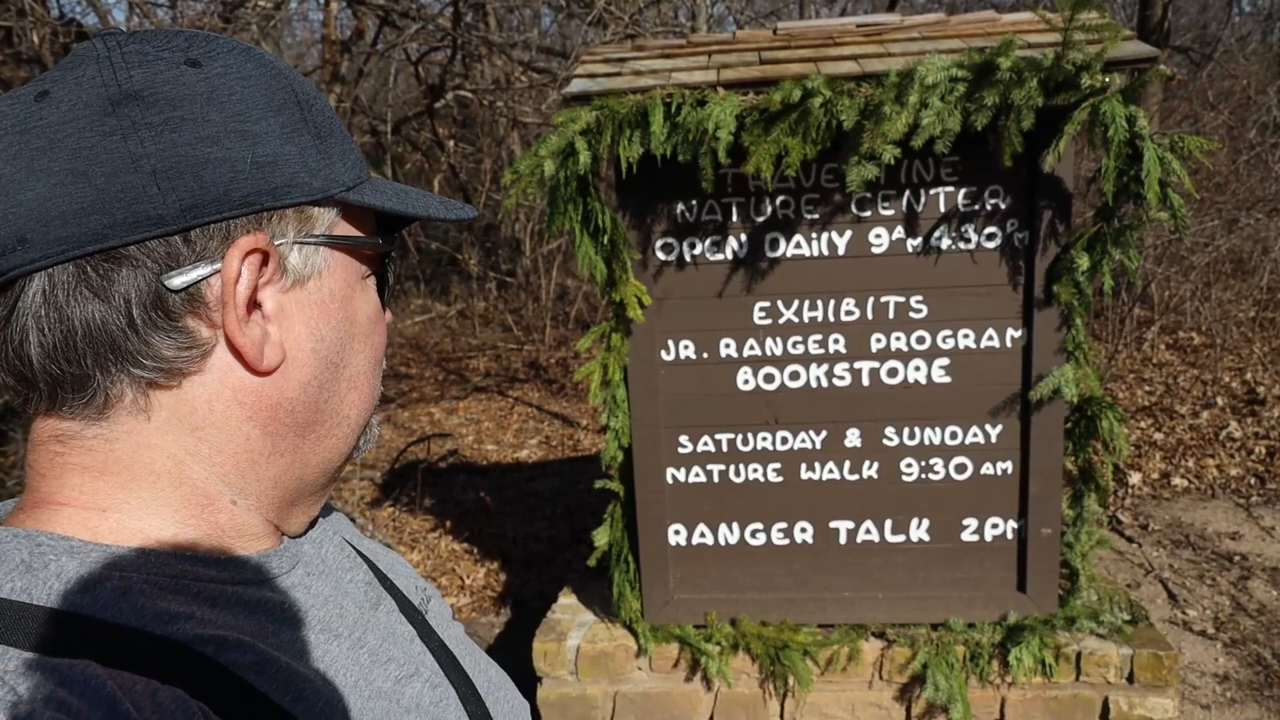 TRAVERTINE
NATURE CENTER
OPEN DAILY 9AM 4:30PM
EXHIBITS
JR. RANGER PROGRAM
BOOKSTORE
SATURDAY & SUNDAY
NATURE WALK 9:30 AM
RANGER TALK 2PM